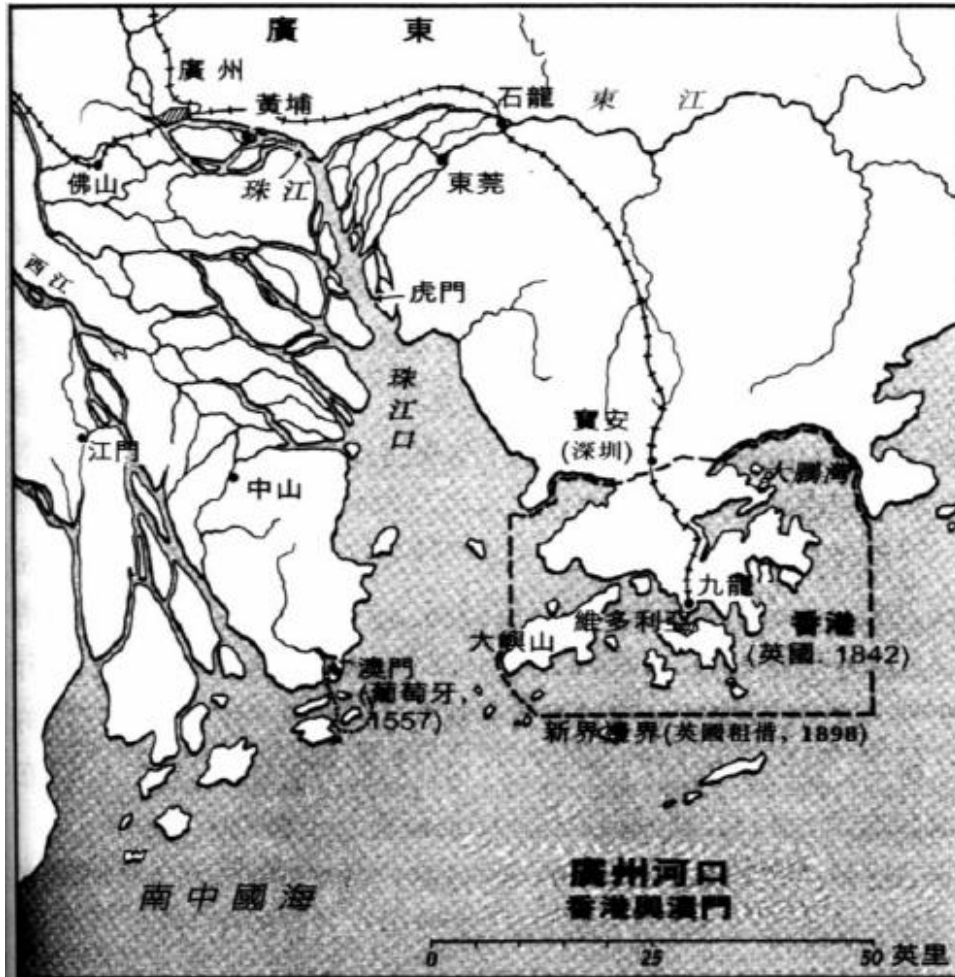 廣東
廣州
黃埔
石龍
東江
佛山
珠江
東莞
西江
虎門
珠江口
寶安
(深圳)
大鵬灣
江門
中山
九龍
維多利亞
香港
(英國. 1842)
大嶼山
澳門
(葡萄牙,
1557)
新界邊界(英國租借, 1898)
南中國海
廣州河口
香港與澳門
0 25 50 英里